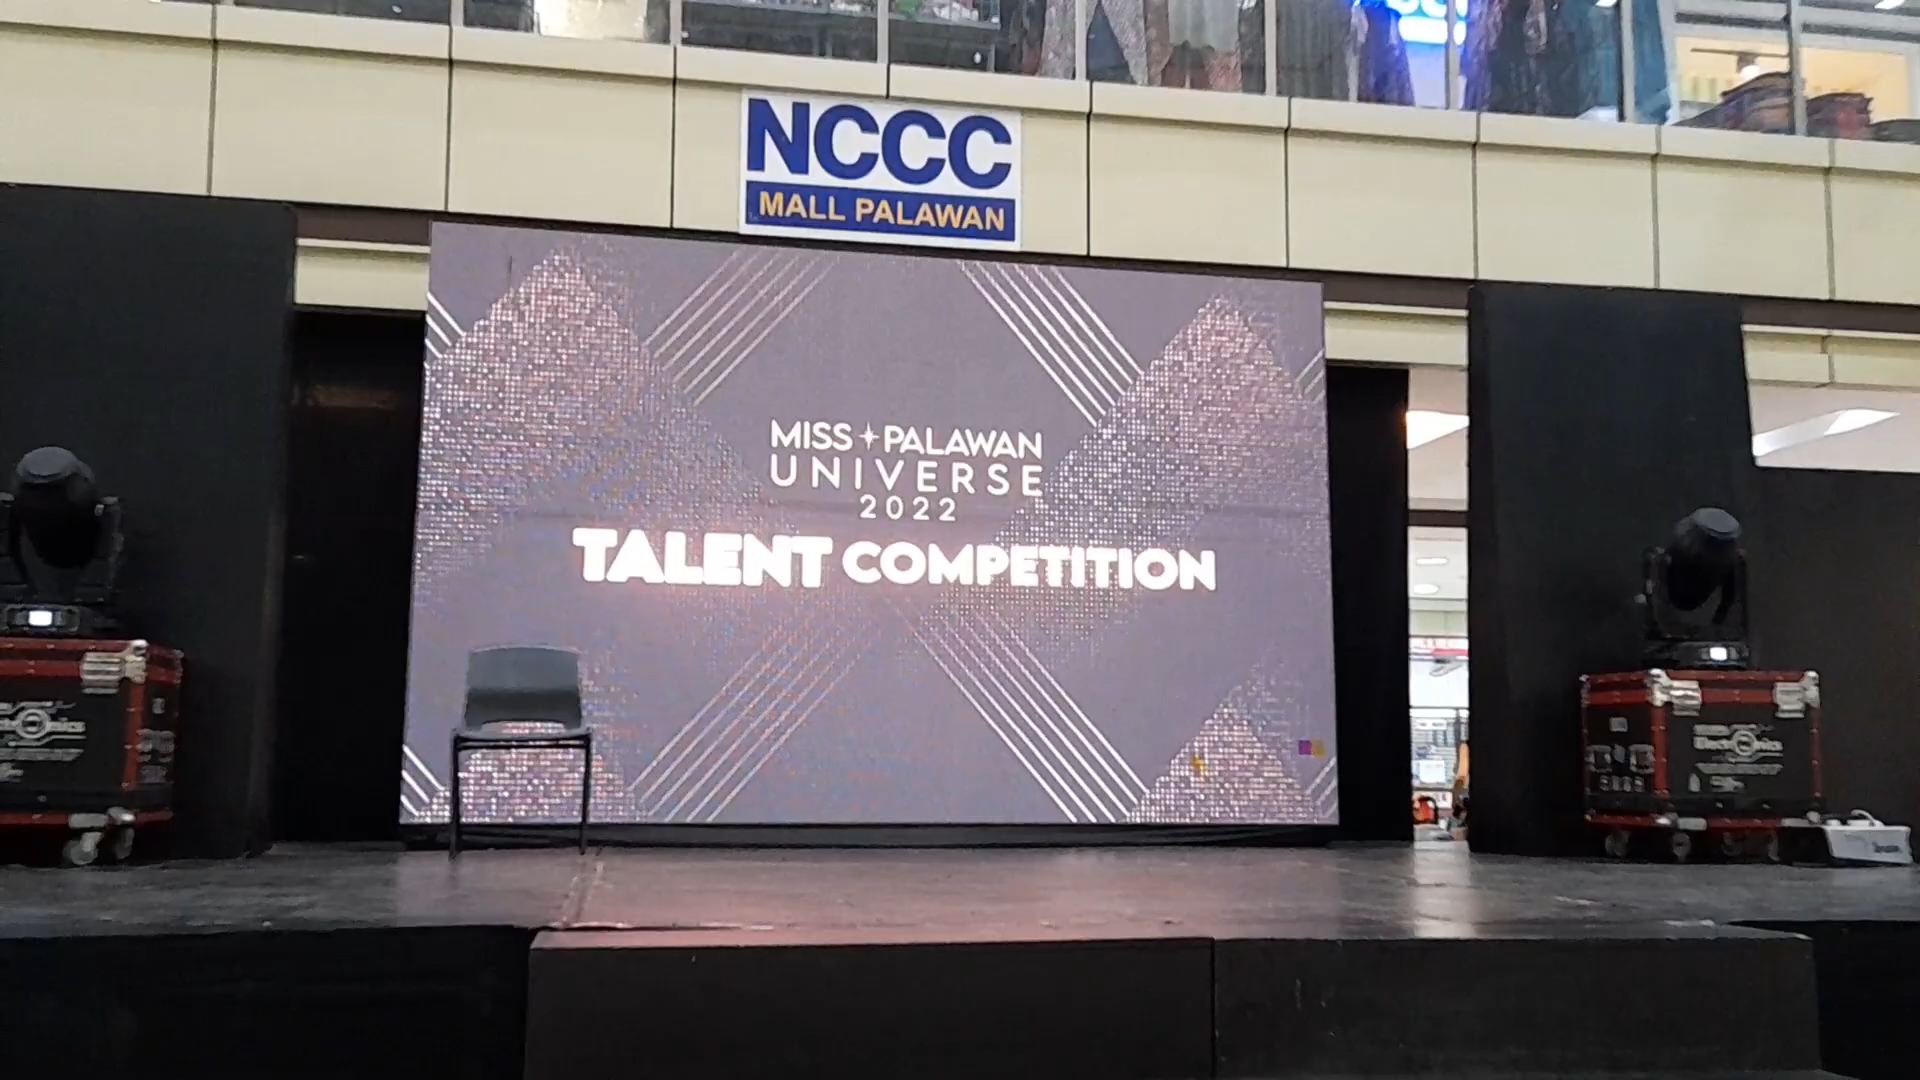 NCCC
MALL PALAWAN
MISS PALAWAN
UNIVERSE
2022
TALENT COMPETITION